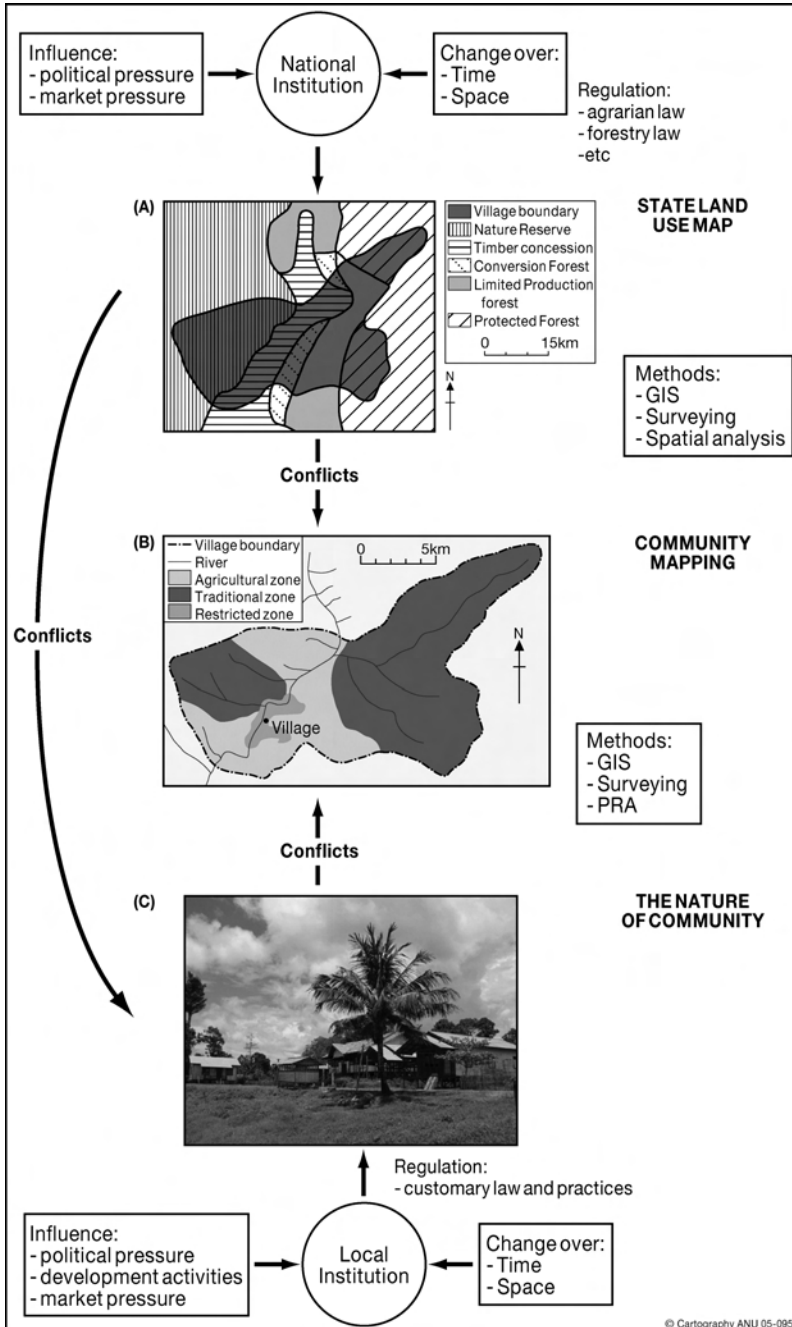 Influence:
- political pressure
- market pressure
National
Institution
Change over:
- Time
- Space
Regulation:
- agrarian law
- forestry law
-etc
(A)
Village boundary
Nature Reserve
Timber concession
Conversion Forest
Limited Production
forest
Protected Forest
0 15km
N
STATE LAND
USE MAP
Methods:
- GIS
- Surveying
- Spatial analysis
Conflicts
Conflicts
(B)
Village boundary
River
Agricultural zone
Traditional zone
Restricted zone
0 5km
N
Village
COMMUNITY
MAPPING
Methods:
- GIS
- Surveying
- PRA
Conflicts
(C)
THE NATURE
OF COMMUNITY
Regulation:
- customary law and practices
Influence:
- political pressure
- development activities
- market pressure
Local
Institution
Change over:
- Time
- Space
© Cartography ANU 05-095